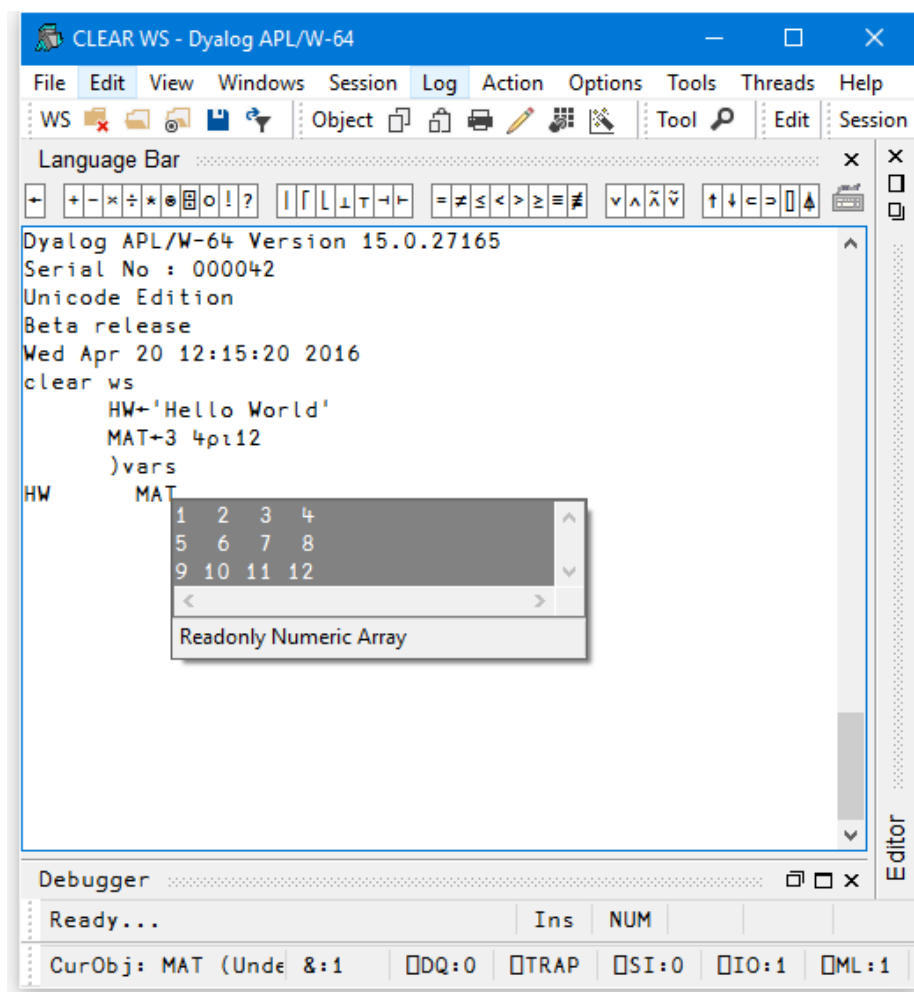 CLEAR WS - Dyalog APL/W-64
File Edit View Windows Session Log Action Options Tools Threads Help
WS Object Tool Edit Session
Language Bar
← + - × ÷ * ⍟ ⌹ ○ ! ? | ⌈ ⌊ ⊥ ⊤ ⊣ ⊢ = ≠ ≤ < > ≥ ≡ ≢ ∨ ∧ ⍲ ⍱ ↑ ↓ ⊂ ⊃ ⌷ ⍋
Dyalog APL/W-64 Version 15.0.27165
Serial No : 000042
Unicode Edition
Beta release
Wed Apr 20 12:15:20 2016
clear ws
HW←'Hello World'
MAT←3 4⍴⍳12
)vars
HW MAT
1 2 3 4
5 6 7 8
9 10 11 12
Readonly Numeric Array
Editor
Debugger
Ready... Ins NUM
CurObj: MAT (Unde &:1 ⎕DQ:0 ⎕TRAP ⎕SI:0 ⎕IO:1 ⎕ML:1